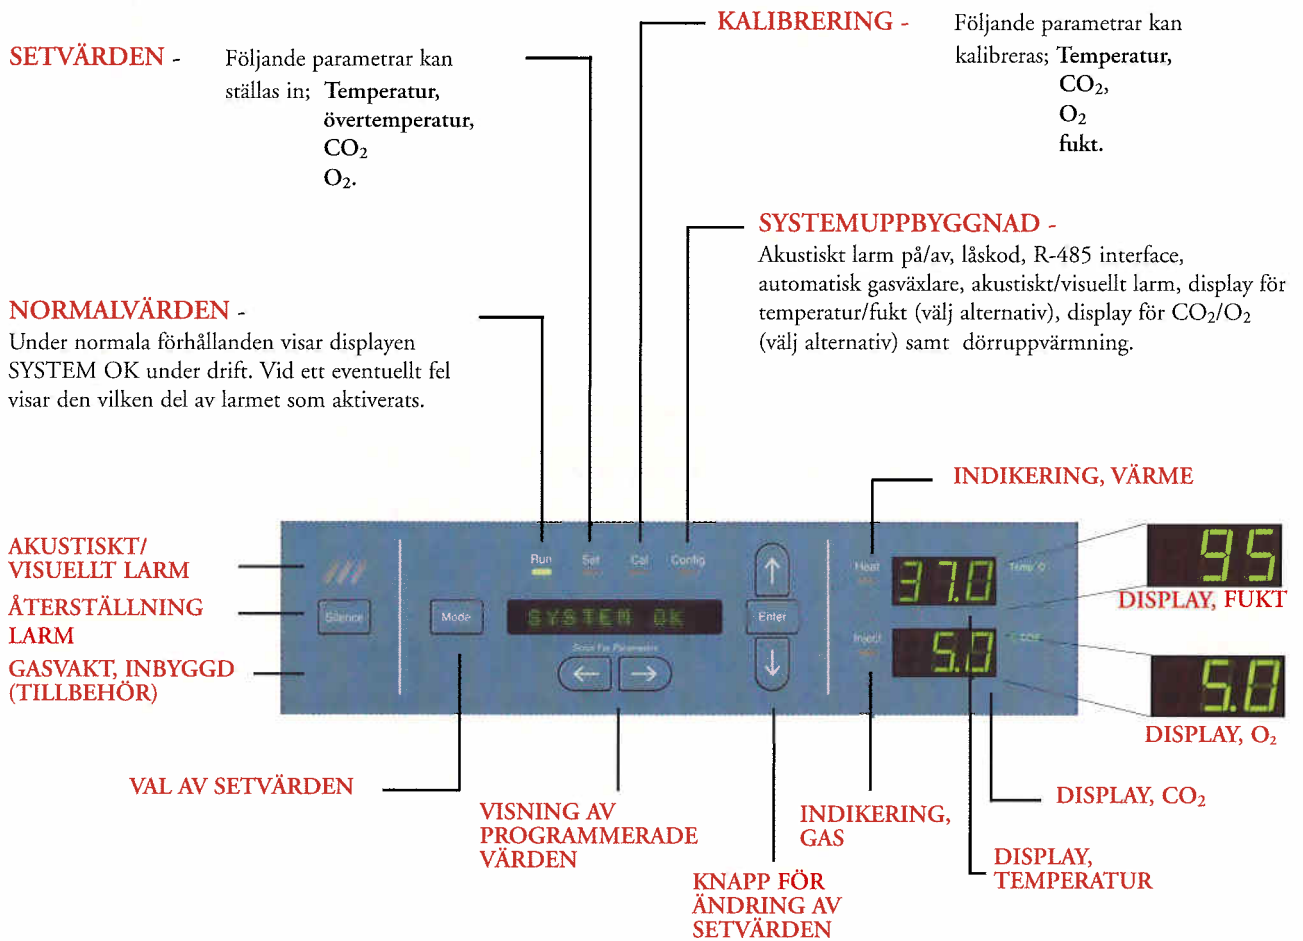 KALIBRERING -
Följande parametrar kan
kalibreras; Temperatur,
CO₂,
O₂
fukt.
SETVÄRDEN -
Följande parametrar kan
ställas in; Temperatur,
övertemperatur,
CO₂
O₂.
SYSTEMUPPBYGGNAD -
Akustiskt larm på/av, låskod, R-485 interface,
automatisk gasväxlare, akustiskt/visuellt larm, display för
temperatur/fukt (välj alternativ), display för CO₂/O₂
(välj alternativ) samt dörruppvärmning.
NORMALVÄRDEN -
Under normala förhållanden visar displayen
SYSTEM OK under drift. Vid ett eventuellt fel
visar den vilken del av larmet som aktiverats.
INDIKERING, VÄRME
AKUSTISKT/
VISUELLT LARM
ÅTERSTÄLLNING
LARM
GASVAKT, INBYGGD
(TILLBEHÖR)
Silence
Mode
Run
Set
Cal
Config
SYSTEM OK
Scroll For Parameters
← →
↑
Enter
↓
Heat
37.0
Temp °C
Inject
5.0
% CO2
95
DISPLAY, FUKT
5.0
DISPLAY, O₂
VAL AV SETVÄRDEN
VISNING AV
PROGRAMMERADE
VÄRDEN
KNAPP FÖR
ÄNDRING AV
SETVÄRDEN
INDIKERING,
GAS
DISPLAY, CO₂
DISPLAY,
TEMPERATUR